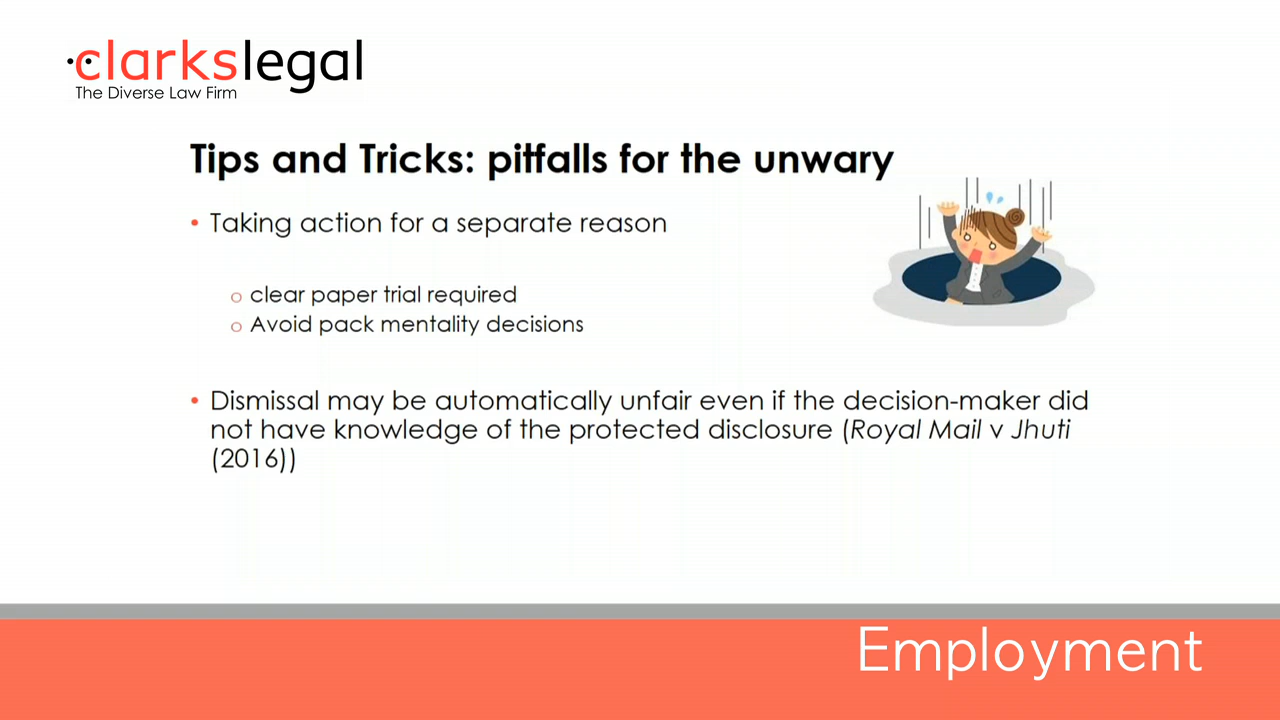 clarkslegal
The Diverse Law Firm
Tips and Tricks: pitfalls for the unwary
• Taking action for a separate reason
o clear paper trial required
o Avoid pack mentality decisions
• Dismissal may be automatically unfair even if the decision-maker did
not have knowledge of the protected disclosure (Royal Mail v Jhuti
(2016))
Employment